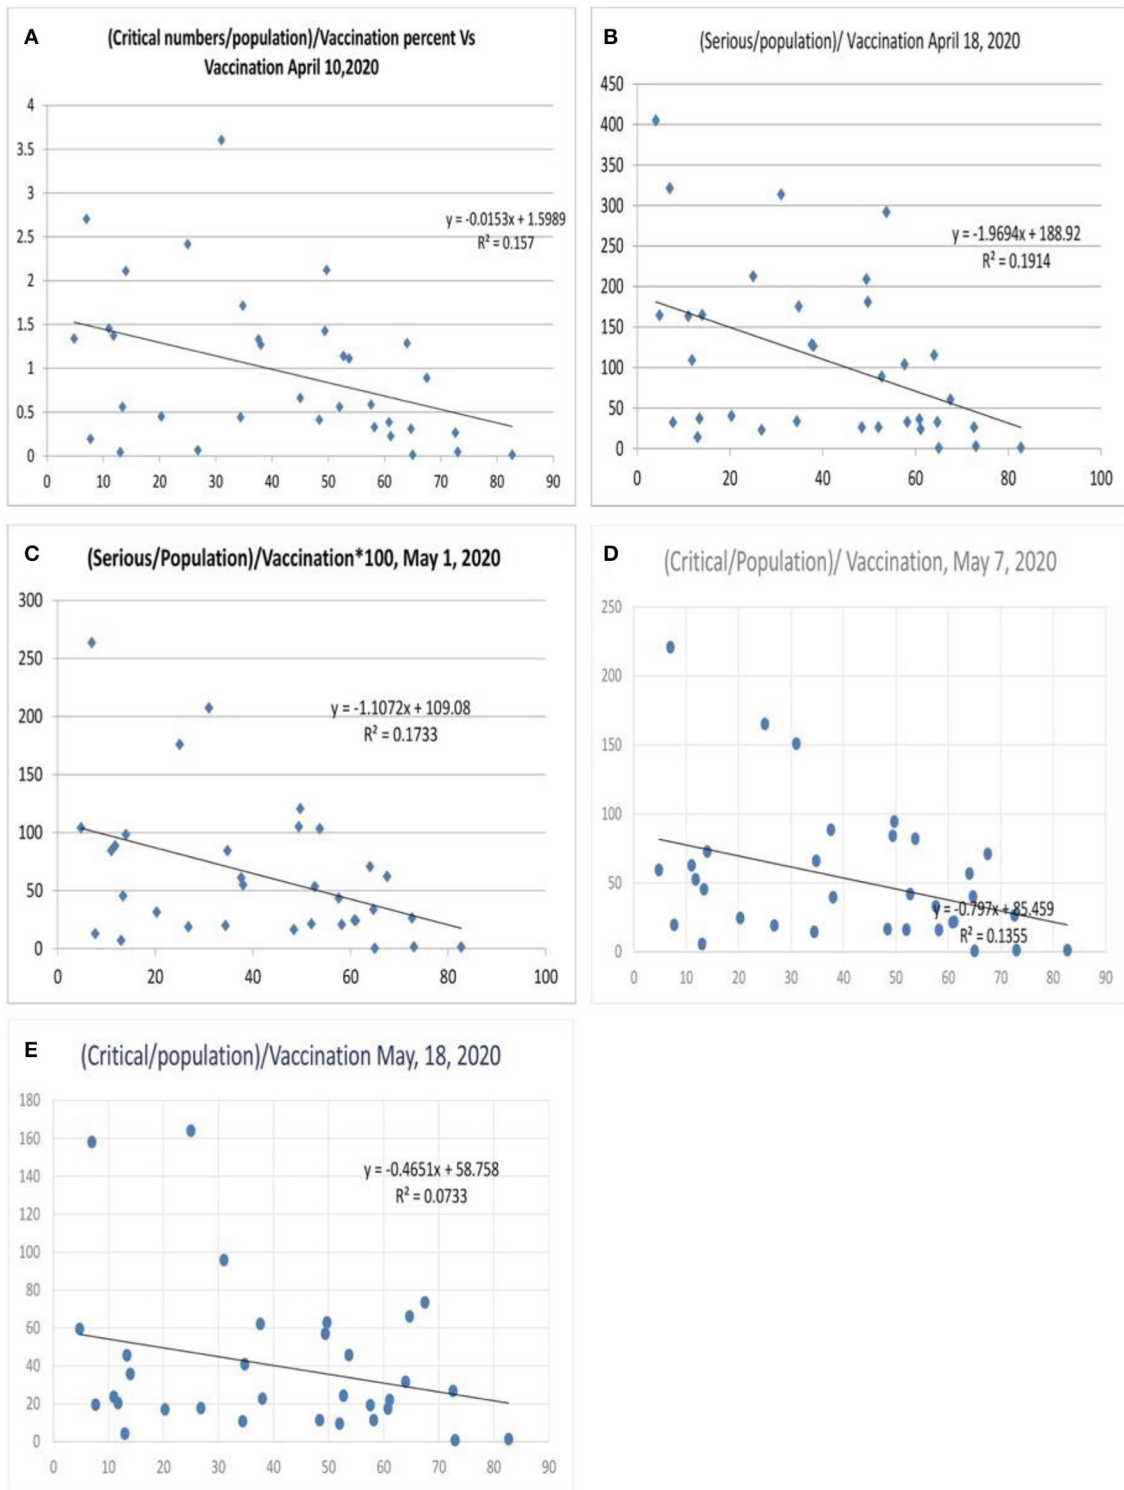 A
(Critical numbers/population)/Vaccination percent Vs
Vaccination April 10,2020
4
3.5
3
2.5
2
1.5
1
0.5
0
y = -0.0153x + 1.5989
R² = 0.157
0 10 20 30 40 50 60 70 80 90
B
(Serious/population)/ Vaccination April 18, 2020
450
400
350
300
250
200
150
100
50
0
y = -1.9694x + 188.92
R² = 0.1914
0 20 40 60 80 100
C
(Serious/Population)/Vaccination*100, May 1, 2020
300
250
200
150
100
50
0
y = -1.1072x + 109.08
R² = 0.1733
0 20 40 60 80 100
D
(Critical/Population)/ Vaccination, May 7, 2020
250
200
150
100
50
0
y = -0.797x + 85.459
R² = 0.1355
0 10 20 30 40 50 60 70 80 90
E
(Critical/population)/Vaccination May, 18, 2020
180
160
140
120
100
80
60
40
20
0
y = -0.4651x + 58.758
R² = 0.0733
0 10 20 30 40 50 60 70 80 90